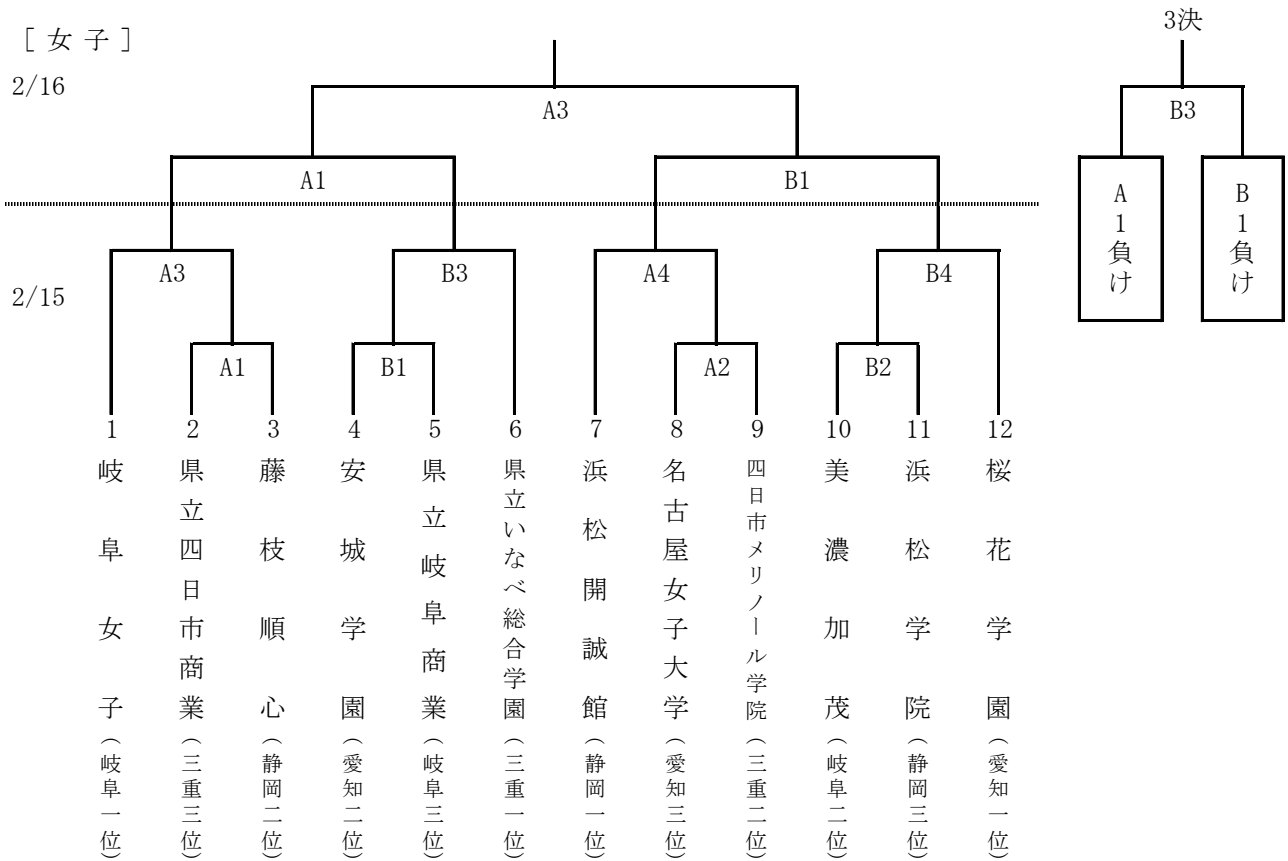 [女子]
3決
2/16
A3
B3
A1
B1
A1負け
B1負け
A3
B3
A4
B4
2/15
A1
B1
A2
B2
1
2
3
4
5
6
7
8
9
10
11
12
岐阜女子(岐阜一位)
県立四日市商業(三重三位)
藤枝順心(静岡二位)
安城学園(愛知二位)
県立岐阜商業(岐阜三位)
県立いなべ総合学園(三重一位)
浜松開誠館(静岡一位)
名古屋女子大学(愛知三位)
四日市メリノール学院(三重二位)
美濃加茂(岐阜二位)
浜松学院(静岡三位)
桜花学園(愛知一位)